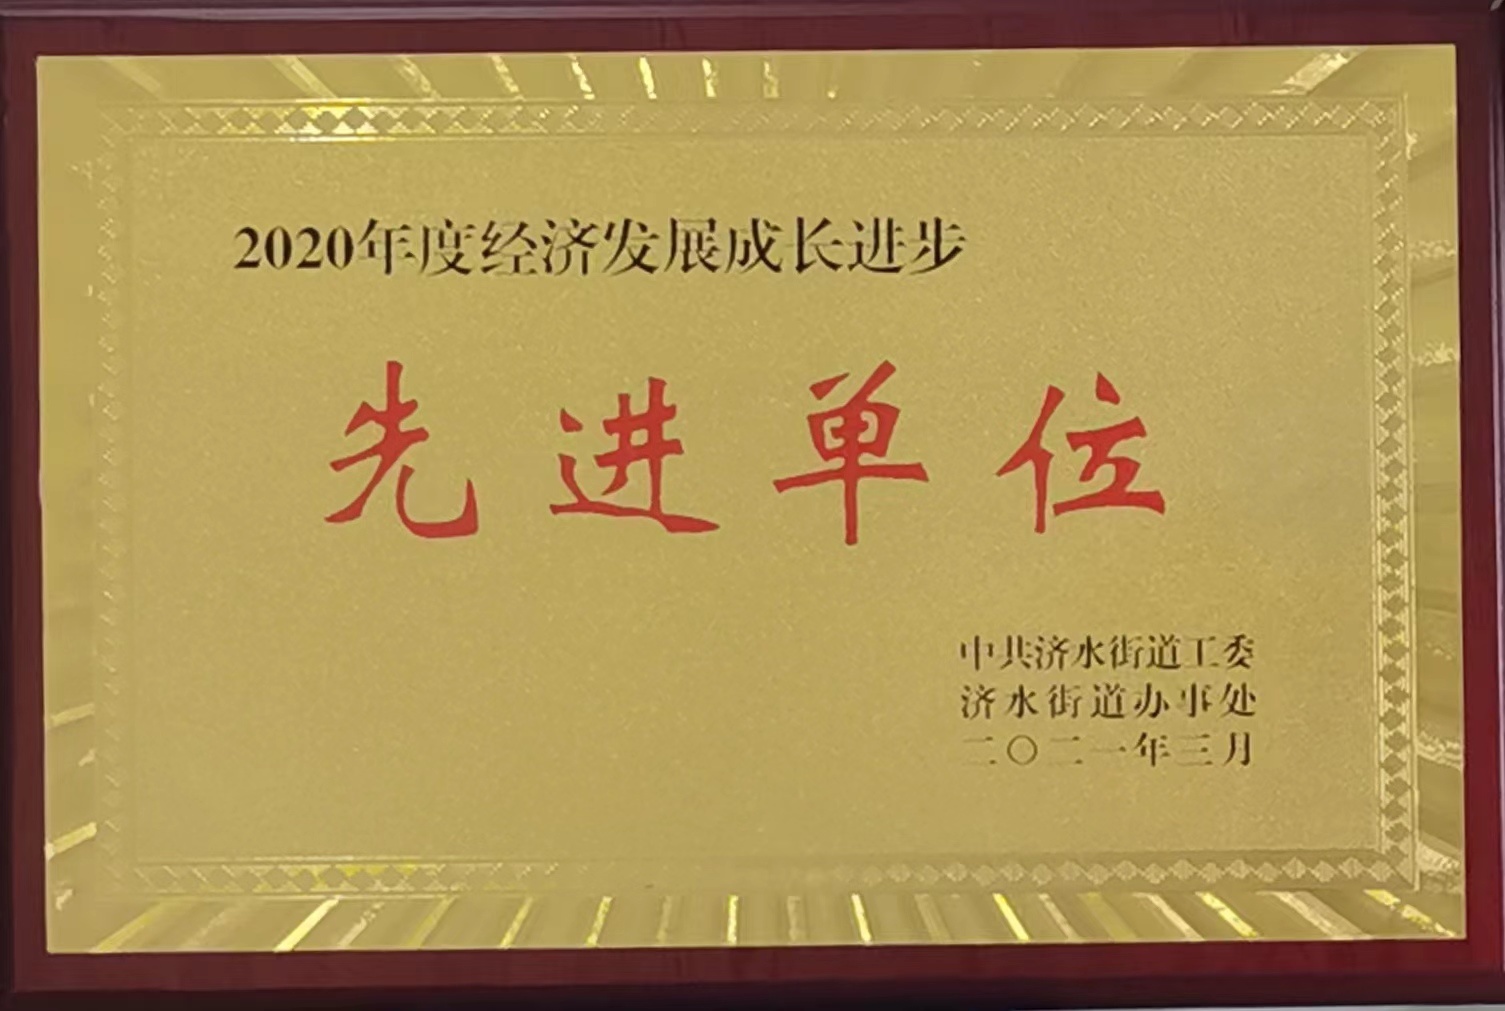 2020年度经济发展成长进步
先进单位
中共济水街道工委
济水街道办事处
二〇二一年三月